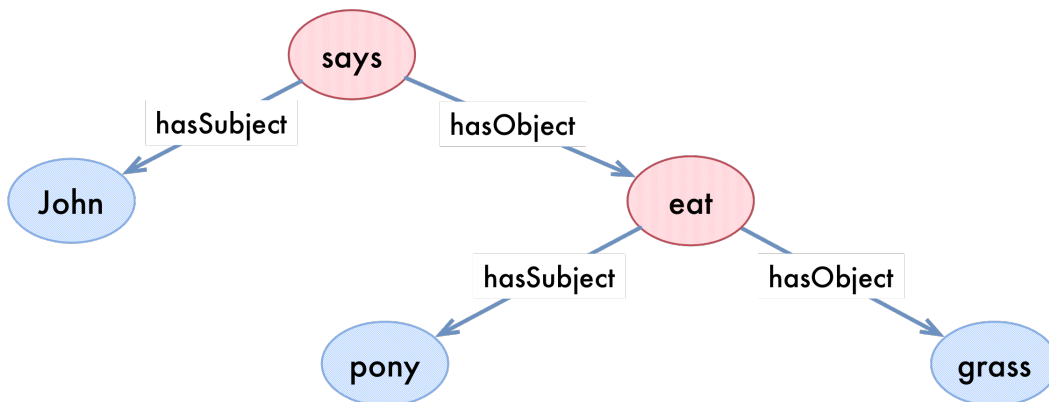 says
hasSubject
hasObject
John
eat
hasSubject
hasObject
pony
grass